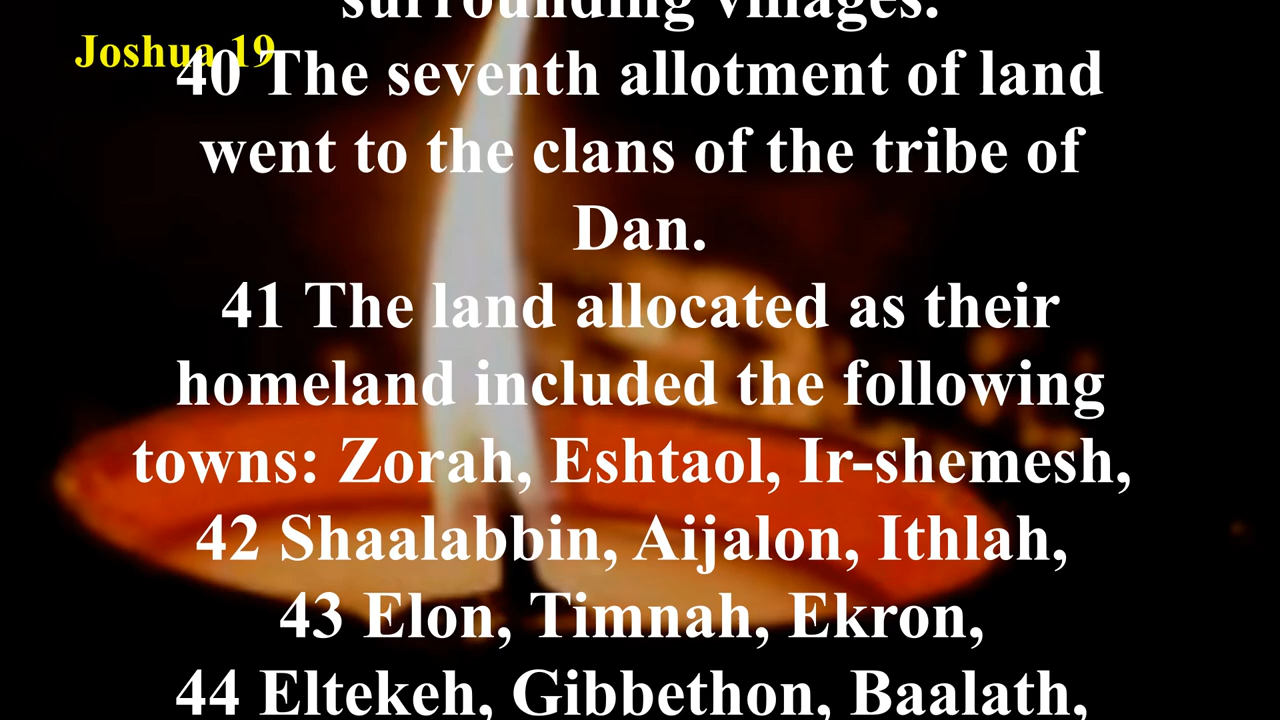 surrounding villages.
Joshua 19
40 The seventh allotment of land
went to the clans of the tribe of
Dan.
41 The land allocated as their
homeland included the following
towns: Zorah, Eshtaol, Ir-shemesh,
42 Shaalabbin, Aijalon, Ithlah,
43 Elon, Timnah, Ekron,
44 Eltekeh, Gibbethon, Baalath,